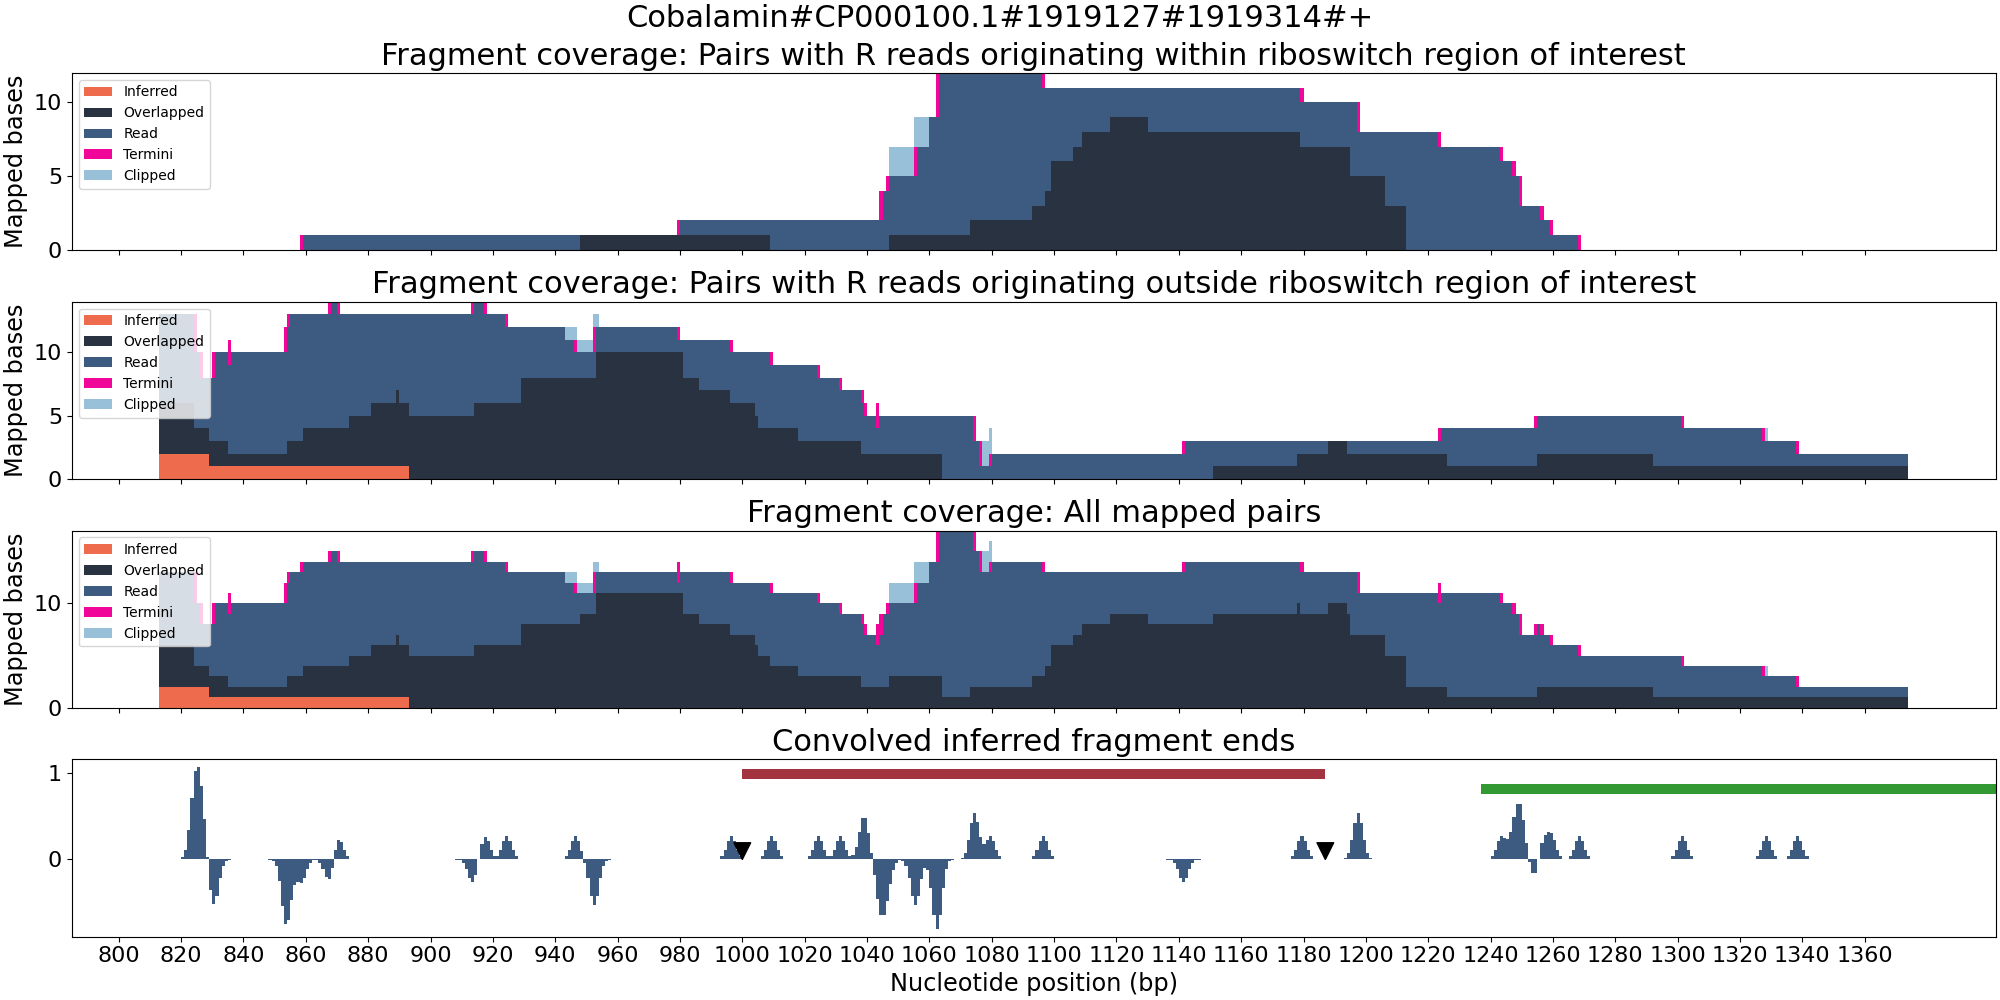 Cobalamin#CP000100.1#1919127#1919314#+
Fragment coverage: Pairs with R reads originating within riboswitch region of interest
Mapped bases
10
5
0
Inferred
Overlapped
Read
Termini
Clipped
Fragment coverage: Pairs with R reads originating outside riboswitch region of interest
Mapped bases
10
5
0
Inferred
Overlapped
Read
Termini
Clipped
Fragment coverage: All mapped pairs
Mapped bases
10
0
Inferred
Overlapped
Read
Termini
Clipped
Convolved inferred fragment ends
1
0
800 820 840 860 880 900 920 940 960 980 1000 1020 1040 1060 1080 1100 1120 1140 1160 1180 1200 1220 1240 1260 1280 1300 1320 1340 1360
Nucleotide position (bp)